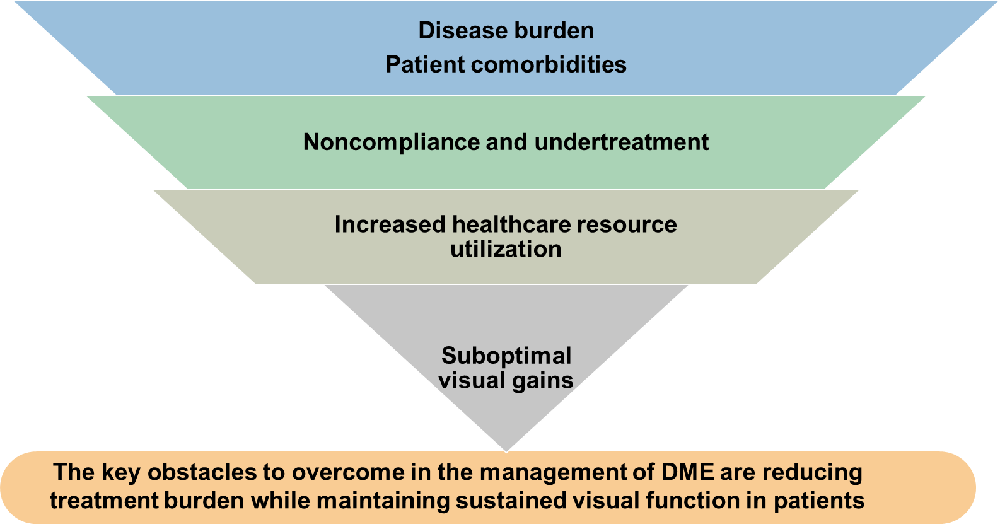 Disease burden
Patient comorbidities
Noncompliance and undertreatment
Increased healthcare resource
utilization
Suboptimal
visual gains
The key obstacles to overcome in the management of DME are reducing
treatment burden while maintaining sustained visual function in patients